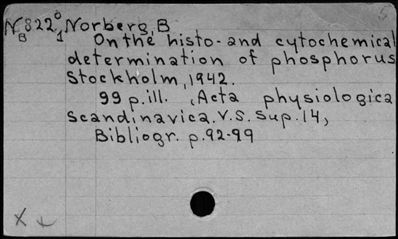 N822° Norberg, B
B 1
On the histo- and cytochemical
determination of phosphorus
Stockholm, 1942.
99 p. ill. , Acta physiologica
Scandinavica. V.S. Sup. 14,
Bibliogr. p. 92-99
X